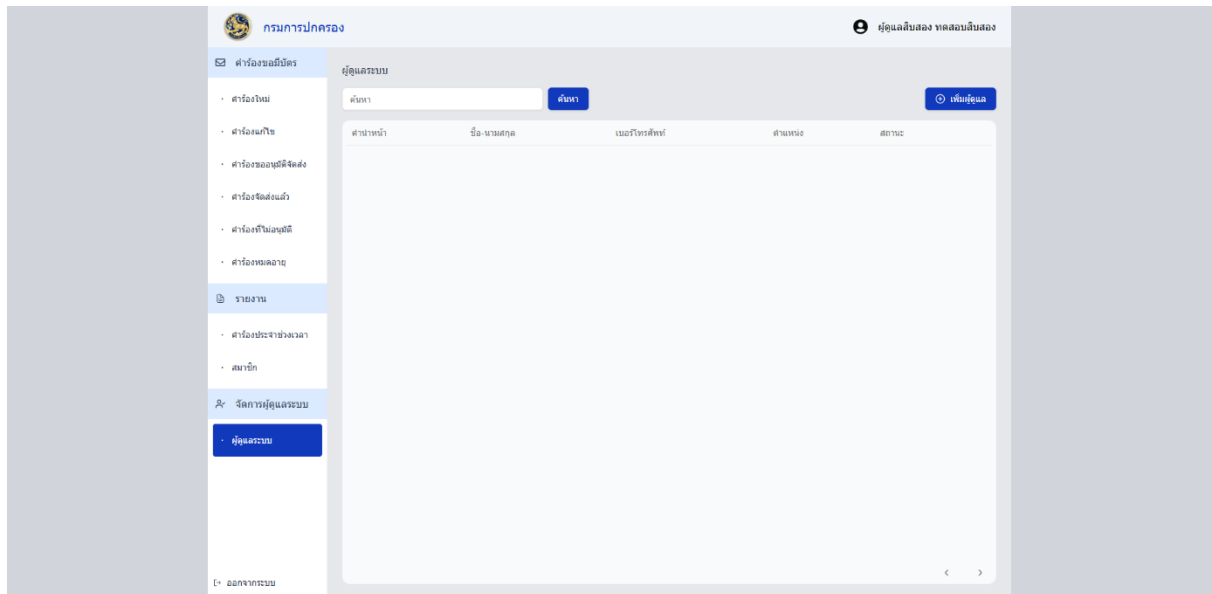 กรมการปกครอง
ผู้ดูแลสิบสอง ทดสอบสิบสอง
คำร้องขอมีบัตร
คำร้องใหม่
คำร้องแก้ไข
คำร้องขออนุมัติจัดส่ง
คำร้องจัดส่งแล้ว
คำร้องที่ไม่อนุมัติ
คำร้องหมดอายุ
รายงาน
คำร้องประจำช่วงเวลา
สมาชิก
จัดการผู้ดูแลระบบ
ผู้ดูแลระบบ
ออกจากระบบ
ผู้ดูแลระบบ
ค้นหา ค้นหา เพิ่มผู้ดูแล
คำนำหน้า ชื่อ-นามสกุล เบอร์โทรศัพท์ ตำแหน่ง สถานะ